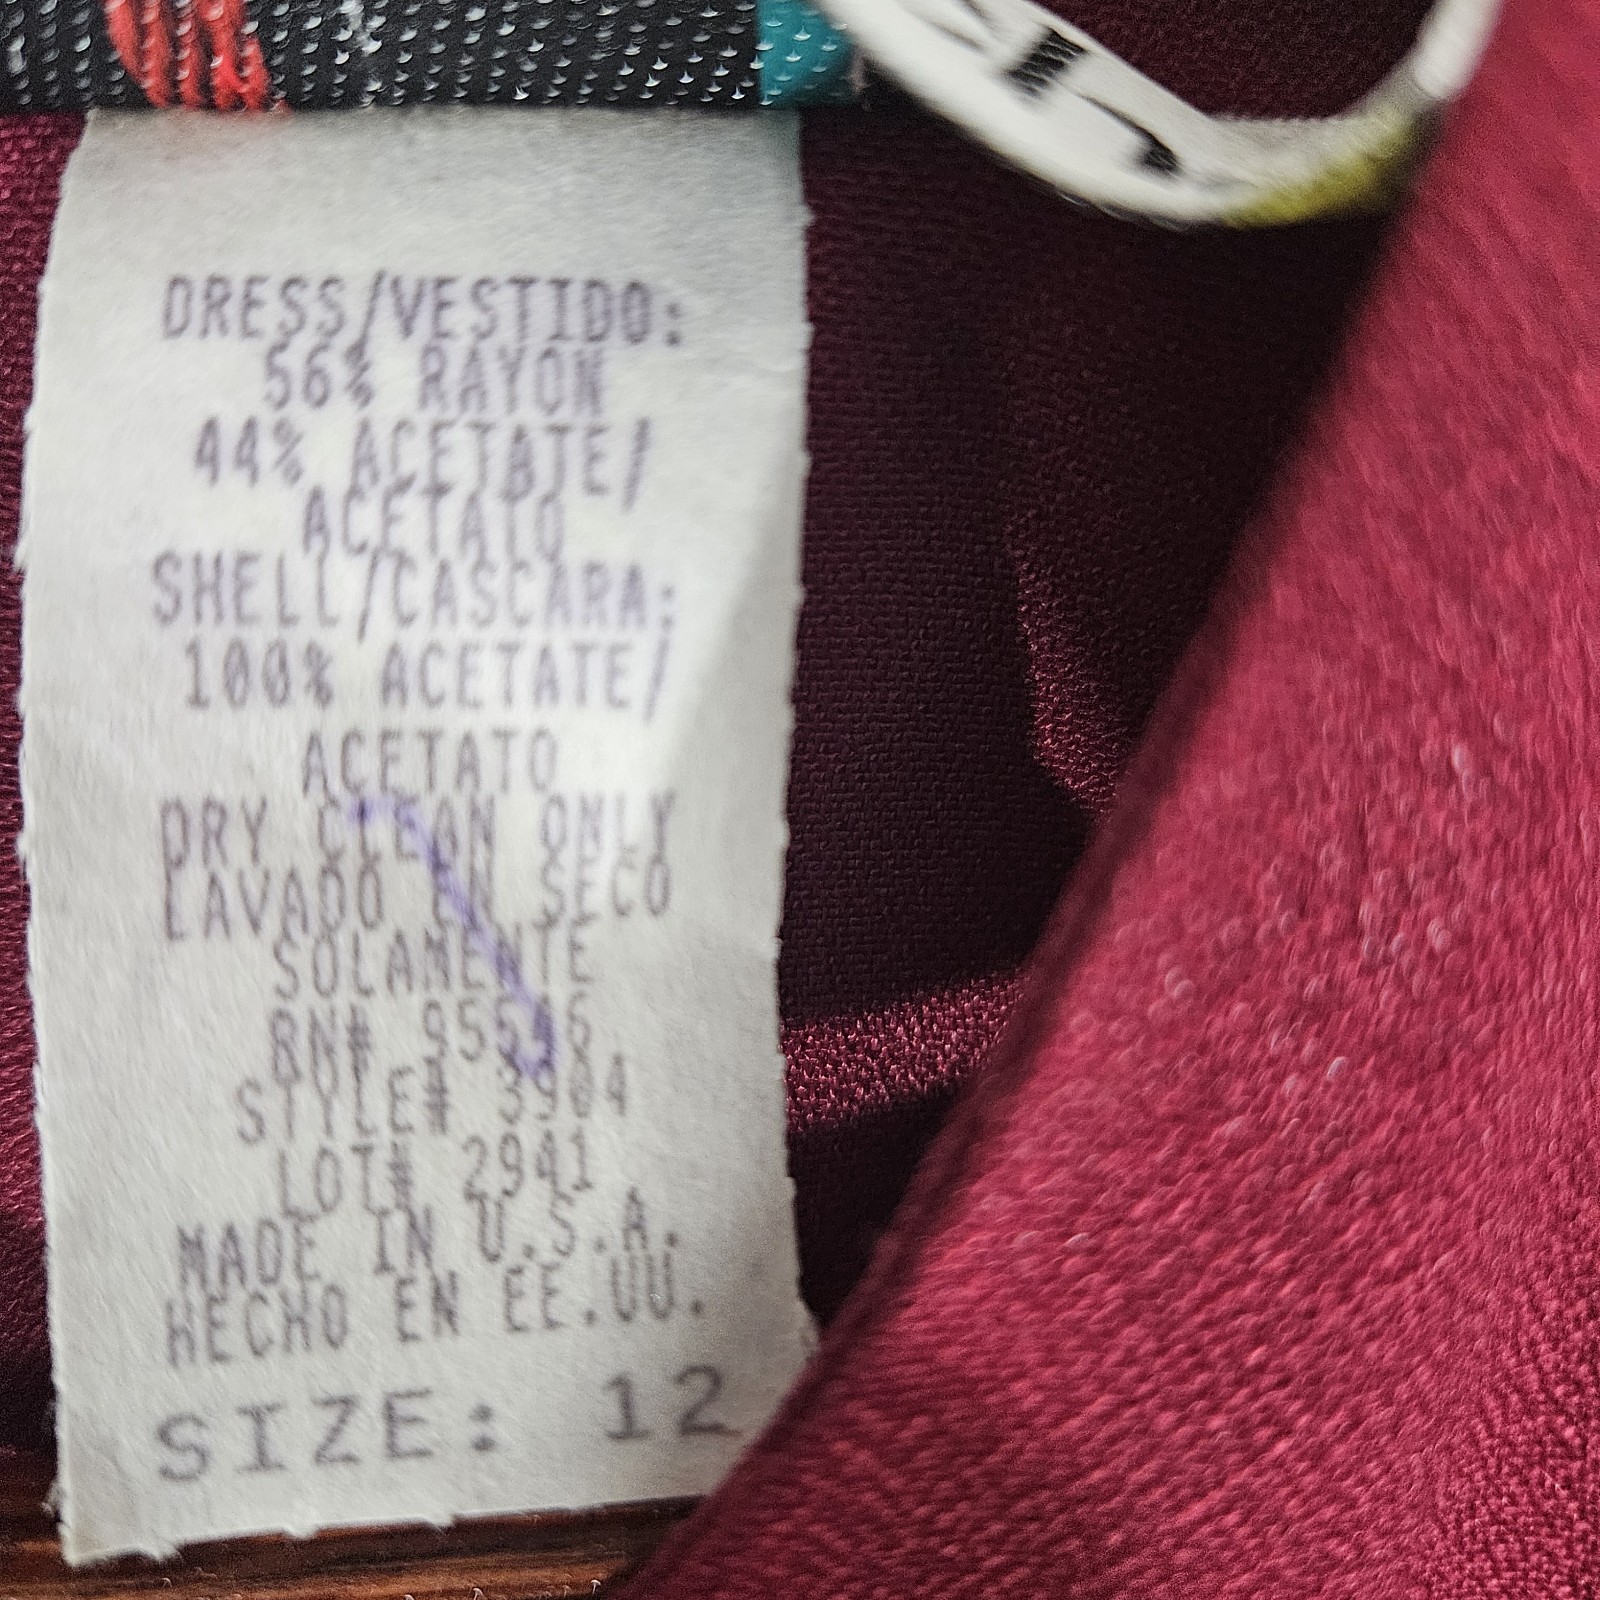 DRESS/VESTIDO:
56% RAYON
44% ACETATE/
ACETATO
SHELL/CASCARA:
100% ACETATE/
ACETATO
DRY CLEAN ONLY
LAVADO EN SECO
SOLAMENTE
RN#
STYLE# 3904
LOT# 2941
MADE IN U.S.A.
HECHO EN EE.UU.
SIZE: 12